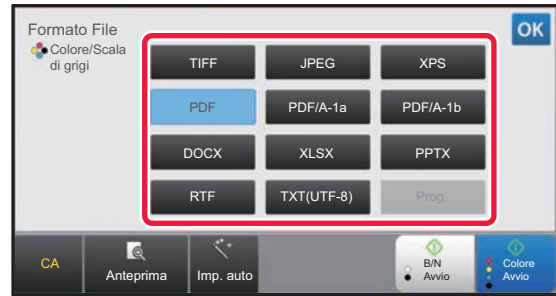 Formato File
OK
Colore/Scala
di grigi
TIFF
JPEG
XPS
PDF
PDF/A-1a
PDF/A-1b
DOCX
XLSX
PPTX
RTF
TXT(UTF-8)
Prog.
CA
Anteprima
Imp. auto
B/N
Avvio
Colore
Avvio